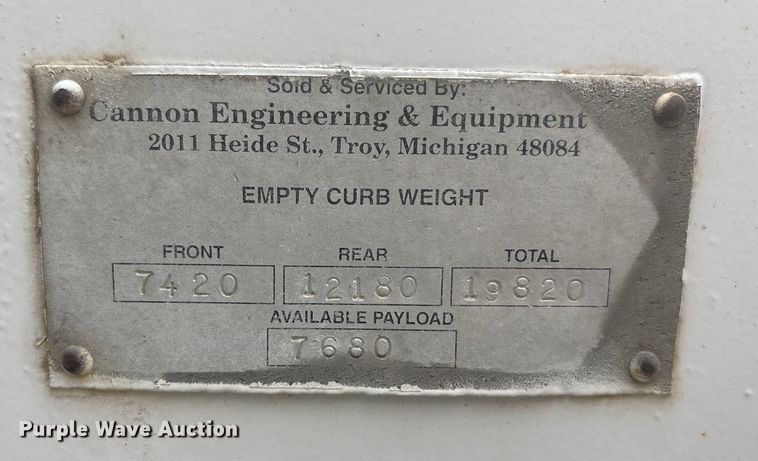 Sold & Serviced By:
Cannon Engineering & Equipment
2011 Heide St., Troy, Michigan 48084
EMPTY CURB WEIGHT
FRONT REAR TOTAL
7420 12180 19820
AVAILABLE PAYLOAD
7680
Purple Wave Auction